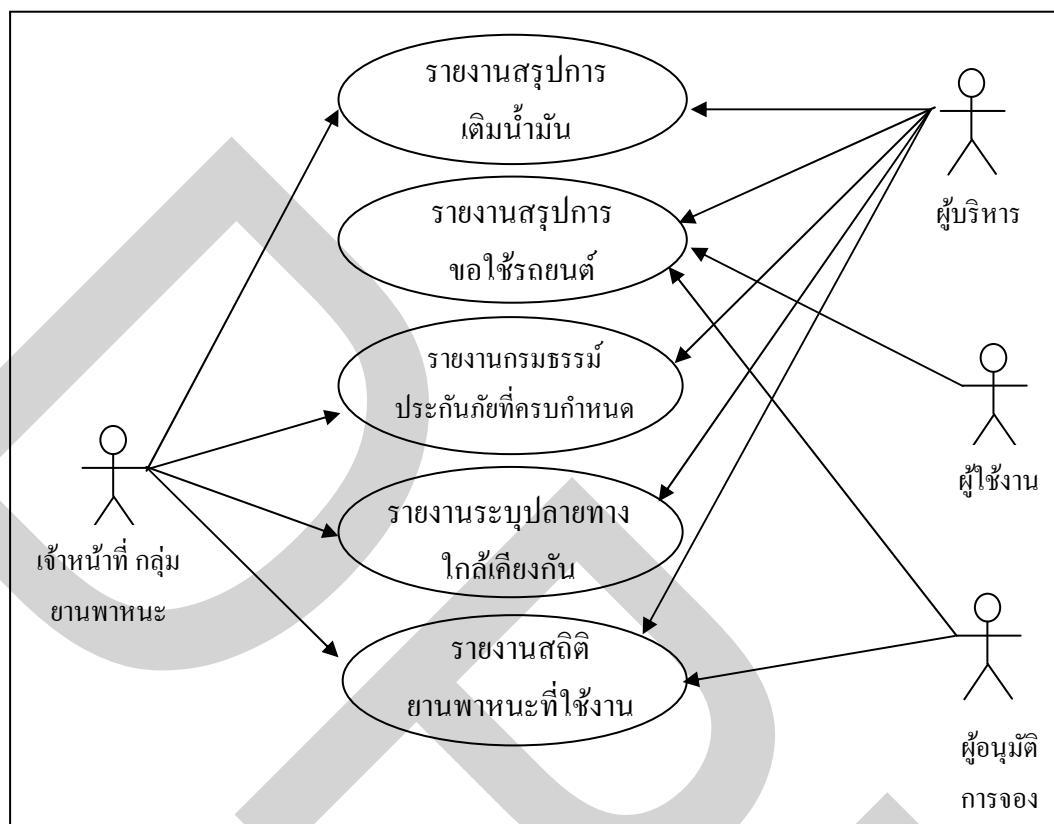 รายงานสรุปการ
เติมน้ำมัน
รายงานสรุปการ
ขอใช้รถยนต์
รายงานกรมธรรม์
ประกันภัยที่ครบกำหนด
รายงานระบุปลายทาง
ใกล้เคียงกัน
รายงานสถิติ
ยานพาหนะที่ใช้งาน
เจ้าหน้าที่ กลุ่ม
ยานพาหนะ
ผู้บริหาร
ผู้ใช้งาน
ผู้อนุมัติ
การจอง